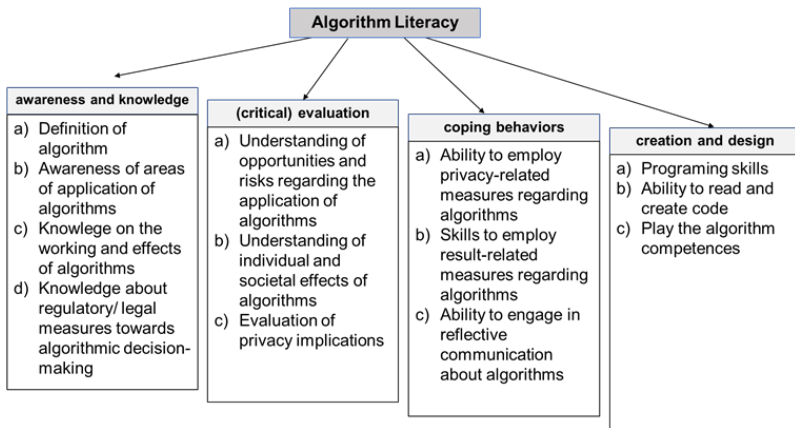 Algorithm Literacy
awareness and knowledge
a) Definition of
algorithm
b) Awareness of areas
of application of
algorithms
c) Knowlege on the
working and effects
of algorithms
d) Knowledge about
regulatory/ legal
measures towards
algorithmic decision-
making
(critical) evaluation
a) Understanding of
opportunities and
risks regarding the
application of
algorithms
b) Understanding of
individual and
societal effects of
algorithms
c) Evaluation of
privacy implications
coping behaviors
a) Ability to employ
privacy-related
measures regarding
algorithms
b) Skills to employ
result-related
measures regarding
algorithms
c) Ability to engage in
reflective
communication
about algorithms
creation and design
a) Programing skills
b) Ability to read and
create code
c) Play the algorithm
competences